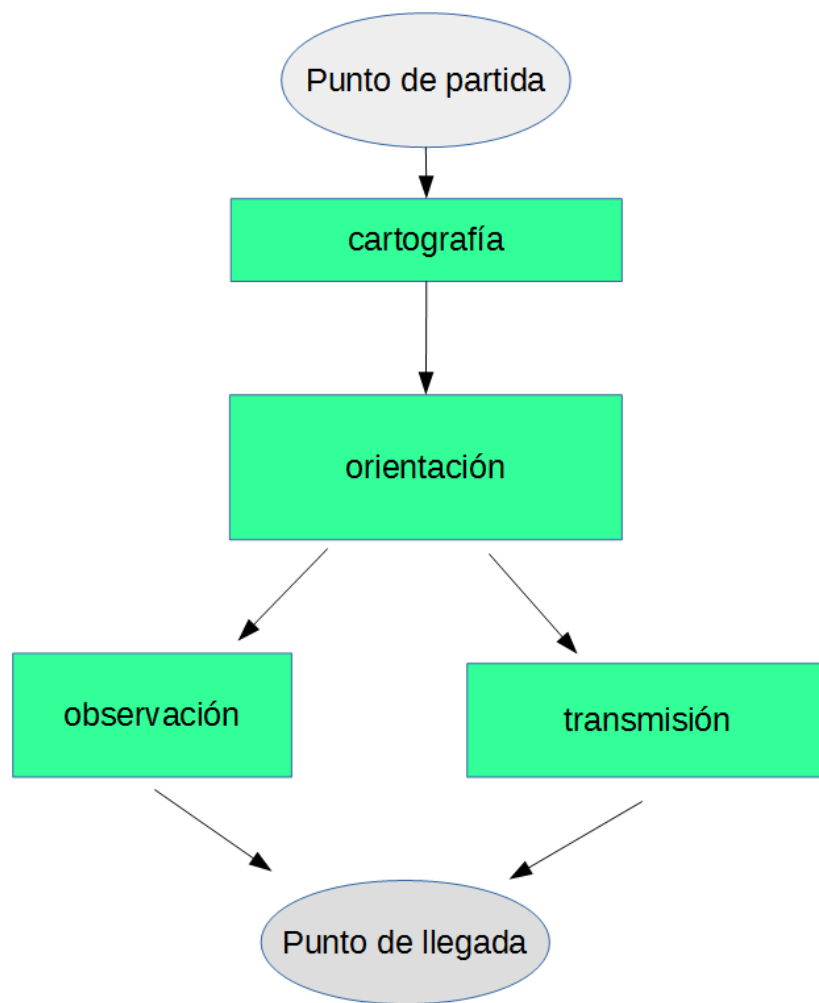 Punto de partida
cartografía
orientación
observación
transmisión
Punto de llegada